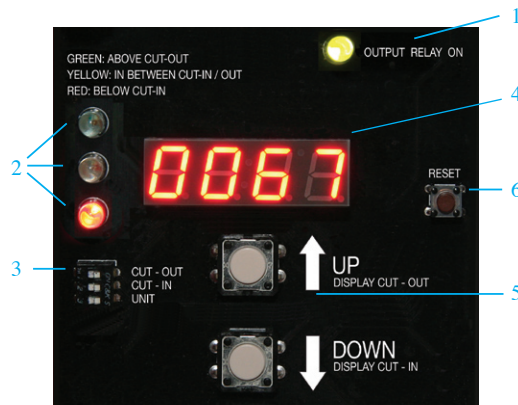 1
OUTPUT RELAY ON
GREEN: ABOVE CUT-OUT
YELLOW: IN BETWEEN CUT-IN / OUT
RED: BELOW CUT-IN
4
0067
2
RESET
6
3
CUT - OUT
CUT - IN
UNIT
UP
DISPLAY CUT - OUT
5
DOWN
DISPLAY CUT - IN